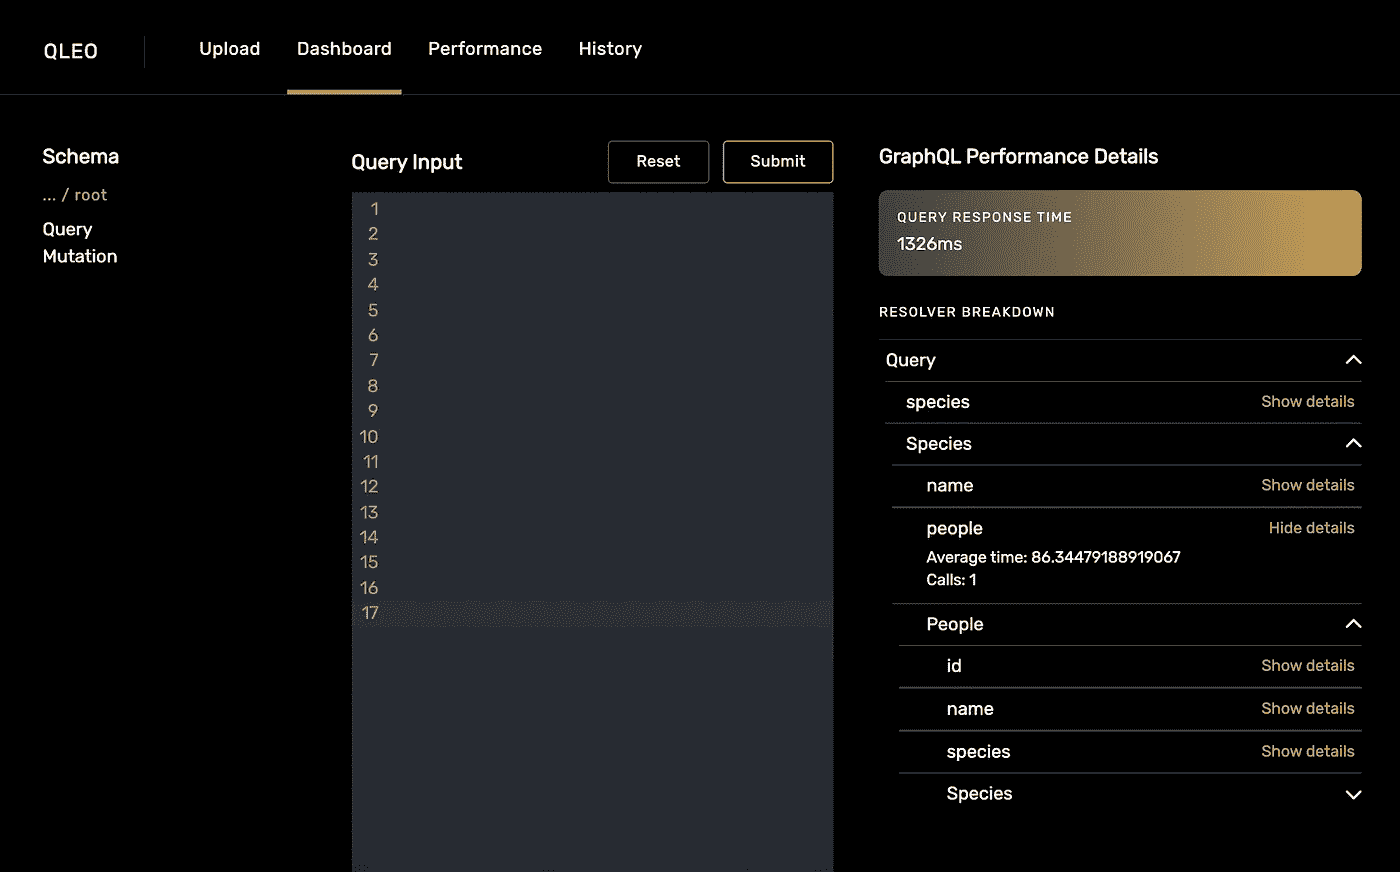 QLEO
Upload Dashboard Performance History
Schema
... / root
Query
Mutation
Query Input
Reset
Submit
1
2
3
4
5
6
7
8
9
10
11
12
13
14
15
16
17
GraphQL Performance Details
QUERY RESPONSE TIME
1326ms
RESOLVER BREAKDOWN
Query
species Show details
Species
name Show details
people Hide details
Average time: 86.34479188919067
Calls: 1
People
id Show details
name Show details
species Show details
Species